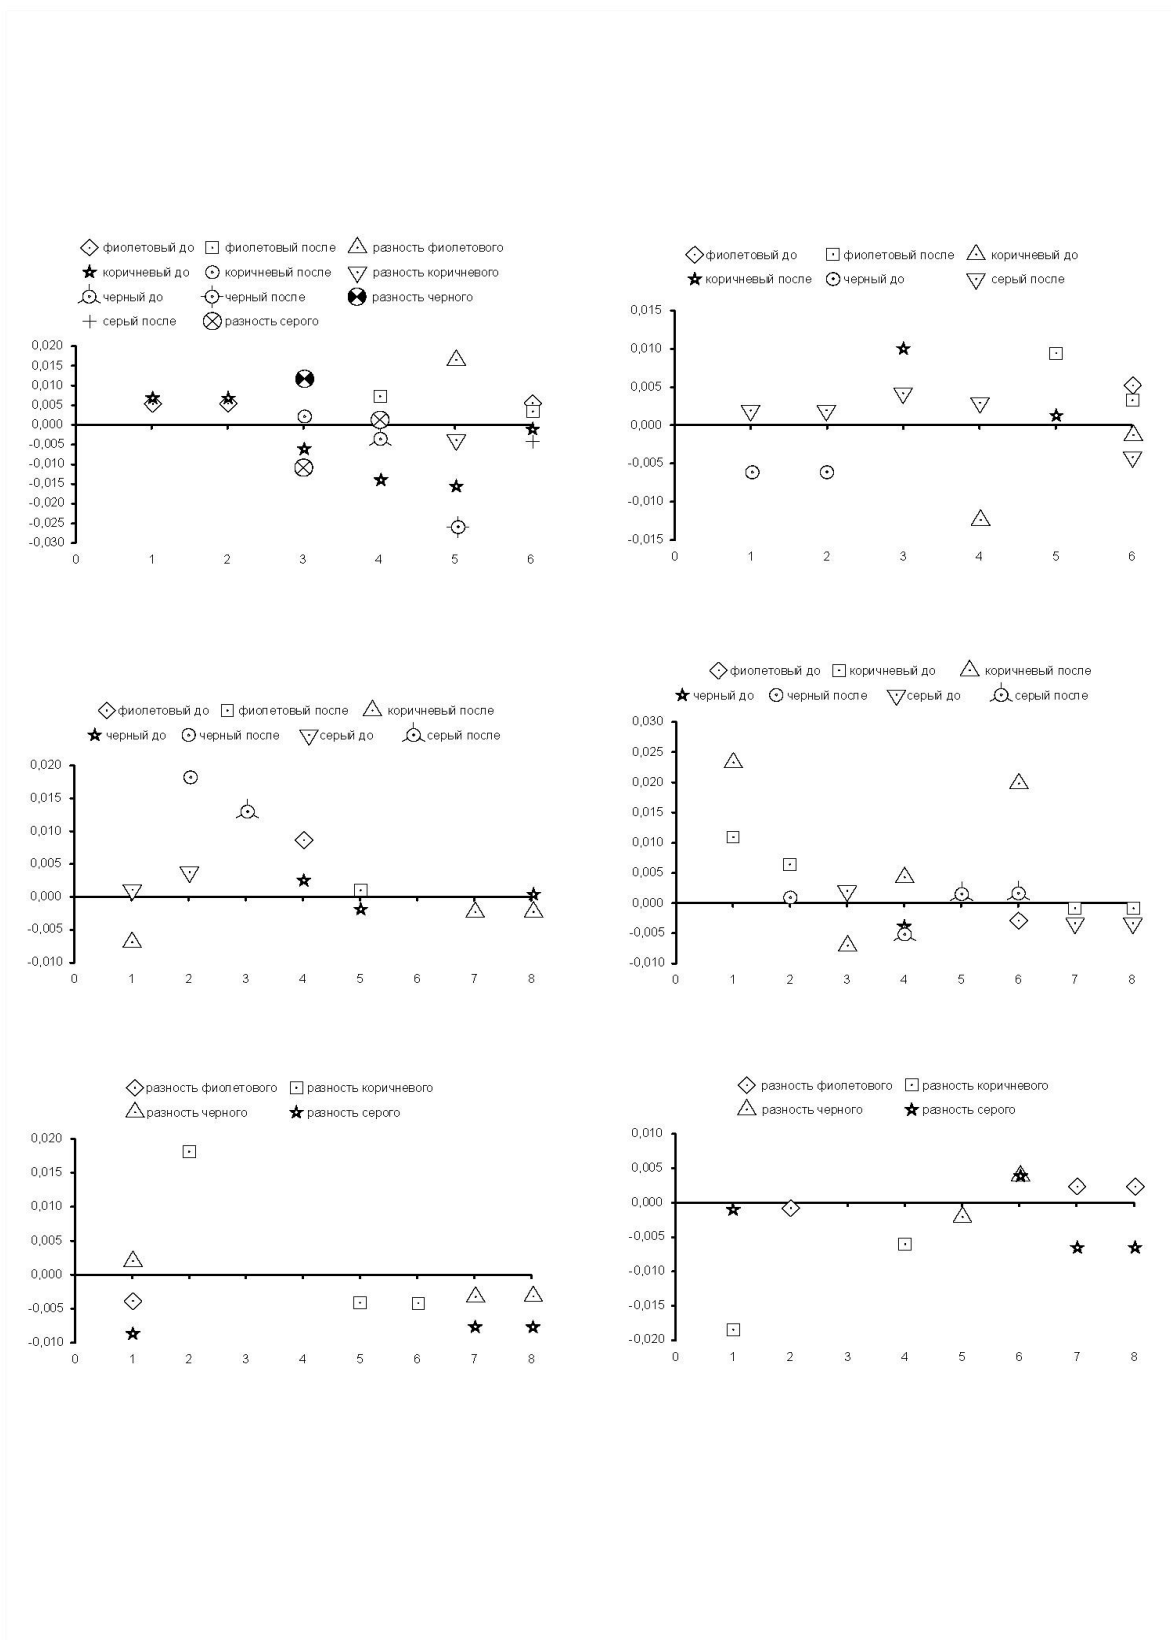 фиолетовый до фиолетовый после разность фиолетового
коричневый до коричневый после разность коричневого
черный до черный после разность черного
серый после разность серого
0,020
0,015
0,010
0,005
0,000
-0,005
-0,010
-0,015
-0,020
-0,025
-0,030
0 1 2 3 4 5 6
фиолетовый до фиолетовый после коричневый до
коричневый после черный до серый после
0,015
0,010
0,005
0,000
-0,005
-0,010
-0,015
0 1 2 3 4 5 6
фиолетовый до фиолетовый после коричневый после
черный до черный после серый до серый после
0,020
0,015
0,010
0,005
0,000
-0,005
-0,010
0 1 2 3 4 5 6 7 8
фиолетовый до коричневый до коричневый после
черный до черный после серый до серый после
0,030
0,025
0,020
0,015
0,010
0,005
0,000
-0,005
-0,010
0 1 2 3 4 5 6 7 8
разность фиолетового разность коричневого
разность черного разность серого
0,020
0,015
0,010
0,005
0,000
-0,005
-0,010
0 1 2 3 4 5 6 7 8
разность фиолетового разность коричневого
разность черного разность серого
0,010
0,005
0,000
-0,005
-0,010
-0,015
-0,020
0 1 2 3 4 5 6 7 8